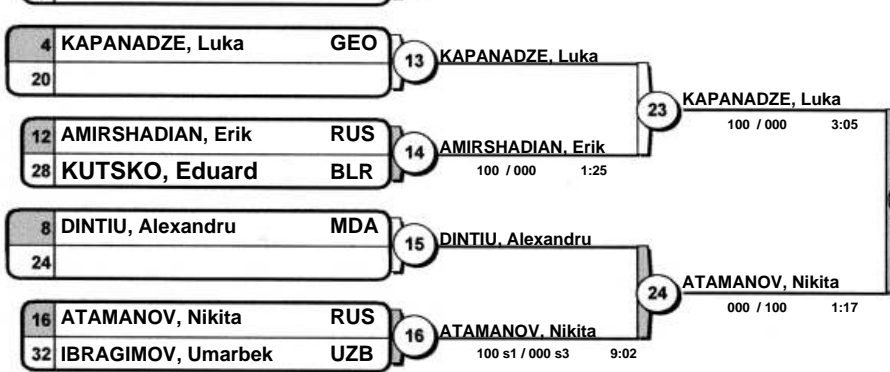 4 KAPANADZE, Luka GEO
20
13 KAPANADZE, Luka
23 KAPANADZE, Luka
100 / 000 3:05
12 AMIRSHADIAN, Erik RUS
28 KUTSKO, Eduard BLR
14 AMIRSHADIAN, Erik
100 / 000 1:25
8 DINTIU, Alexandru MDA
24
15 DINTIU, Alexandru
24 ATAMANOV, Nikita
000 / 100 1:17
16 ATAMANOV, Nikita RUS
32 IBRAGIMOV, Umarbek UZB
16 ATAMANOV, Nikita
100 s1 / 000 s3 9:02